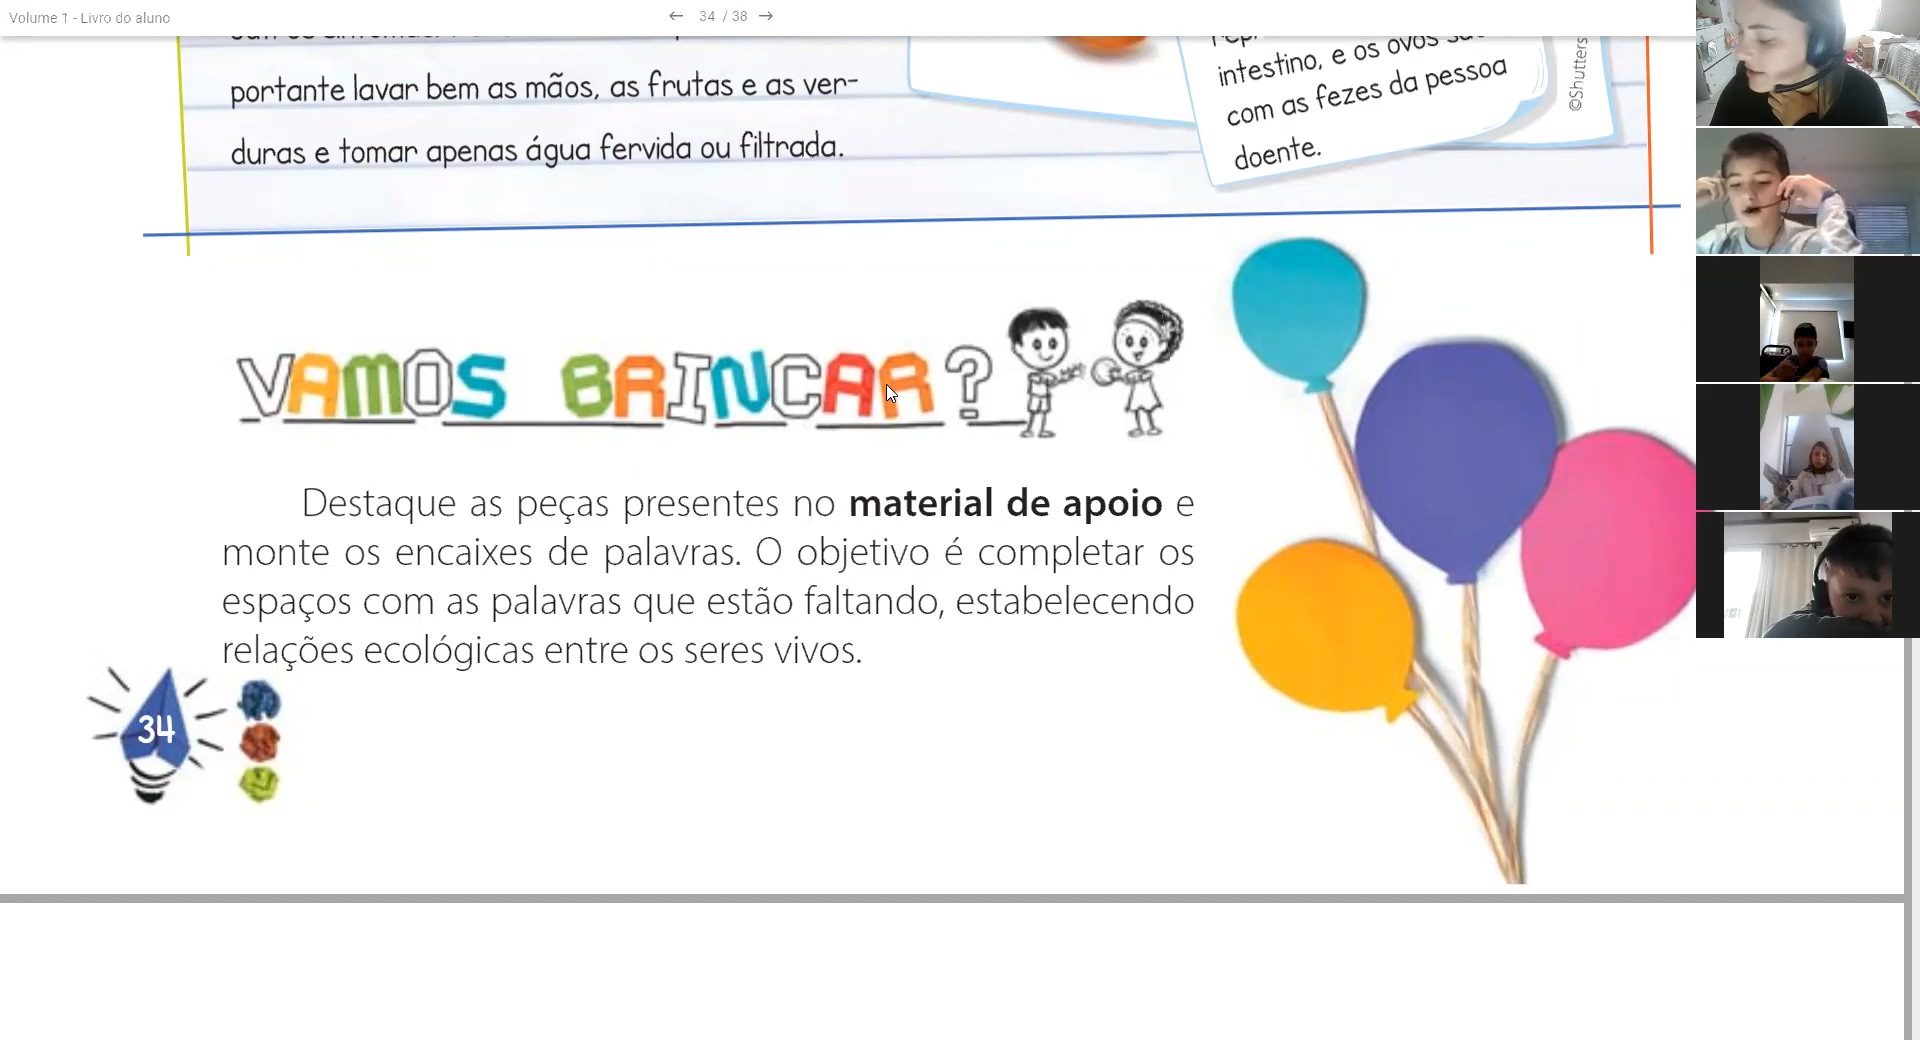 Volume 1 - Livro do aluno
← 34 / 38 →
portante lavar bem as mãos, as frutas e as ver-
duras e tomar apenas água fervida ou filtrada.
intestino, e os ovos
com as fezes da pessoa
doente.
©Shutters
VAMOS BRINCAR?
Destaque as peças presentes no material de apoio e
monte os encaixes de palavras. O objetivo é completar os
espaços com as palavras que estão faltando, estabelecendo
relações ecológicas entre os seres vivos.
34